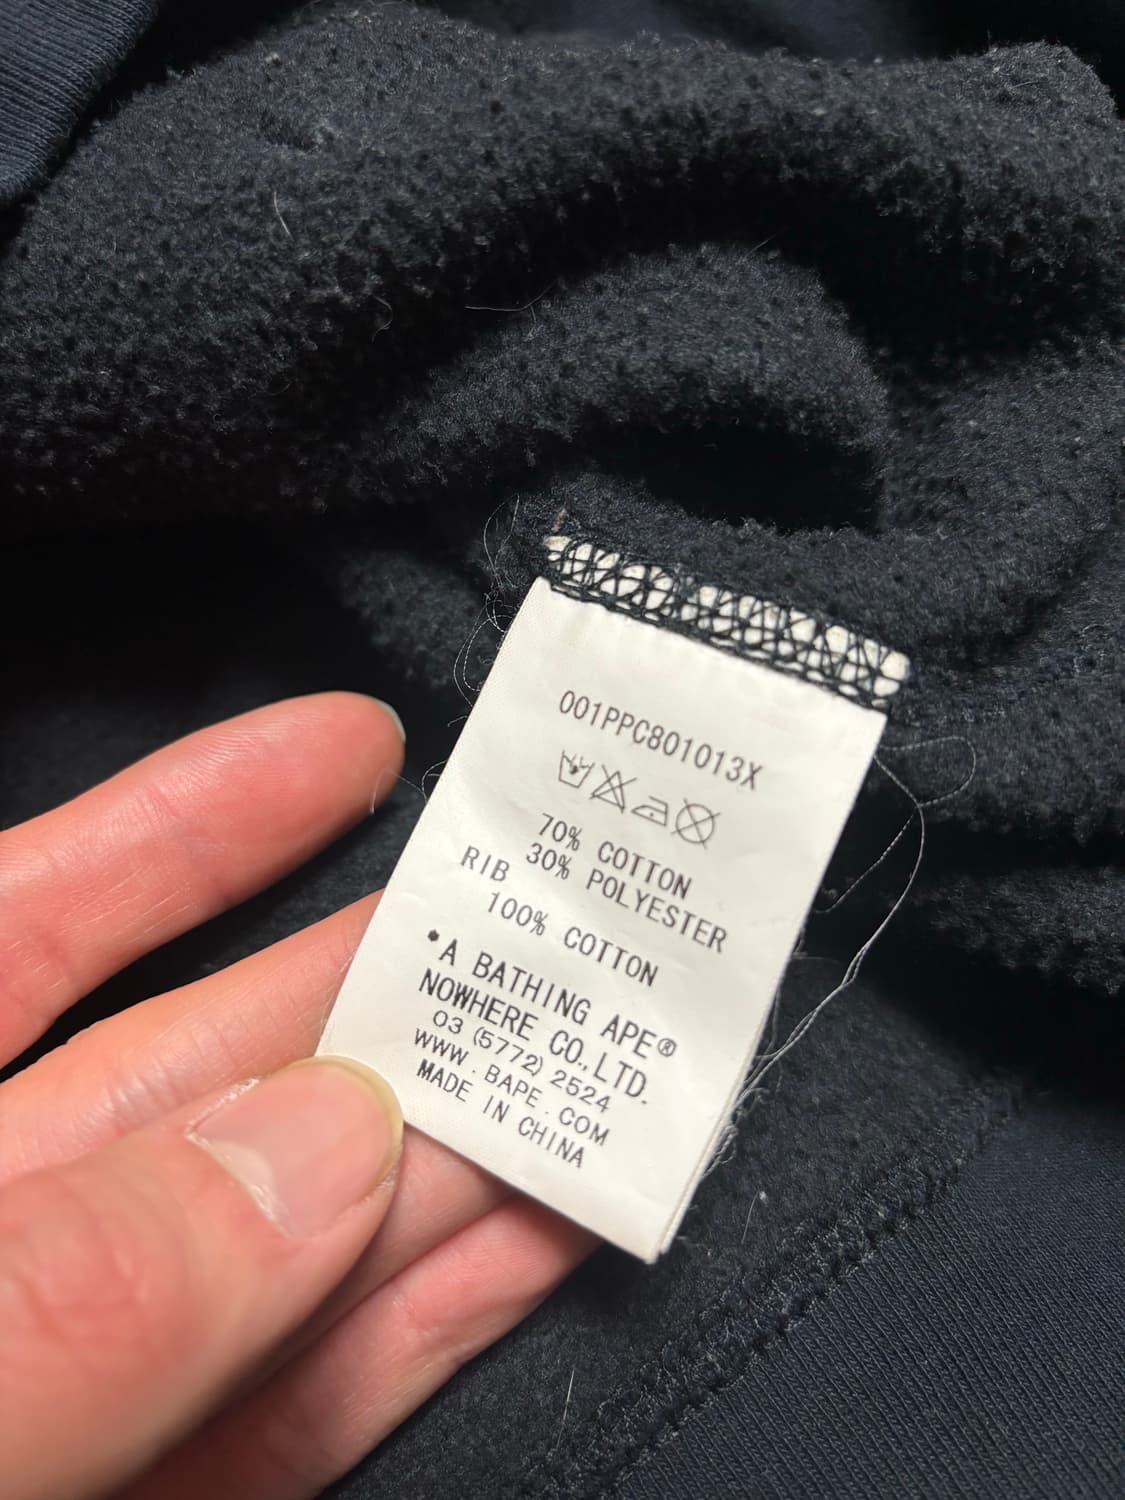 001PPC801013X
70% COTTON
30% POLYESTER
RIB
100% COTTON
•A BATHING APE®
NOWHERE CO.,LTD.
03 (5772) 2524
WWW.BAPE.COM
MADE IN CHINA